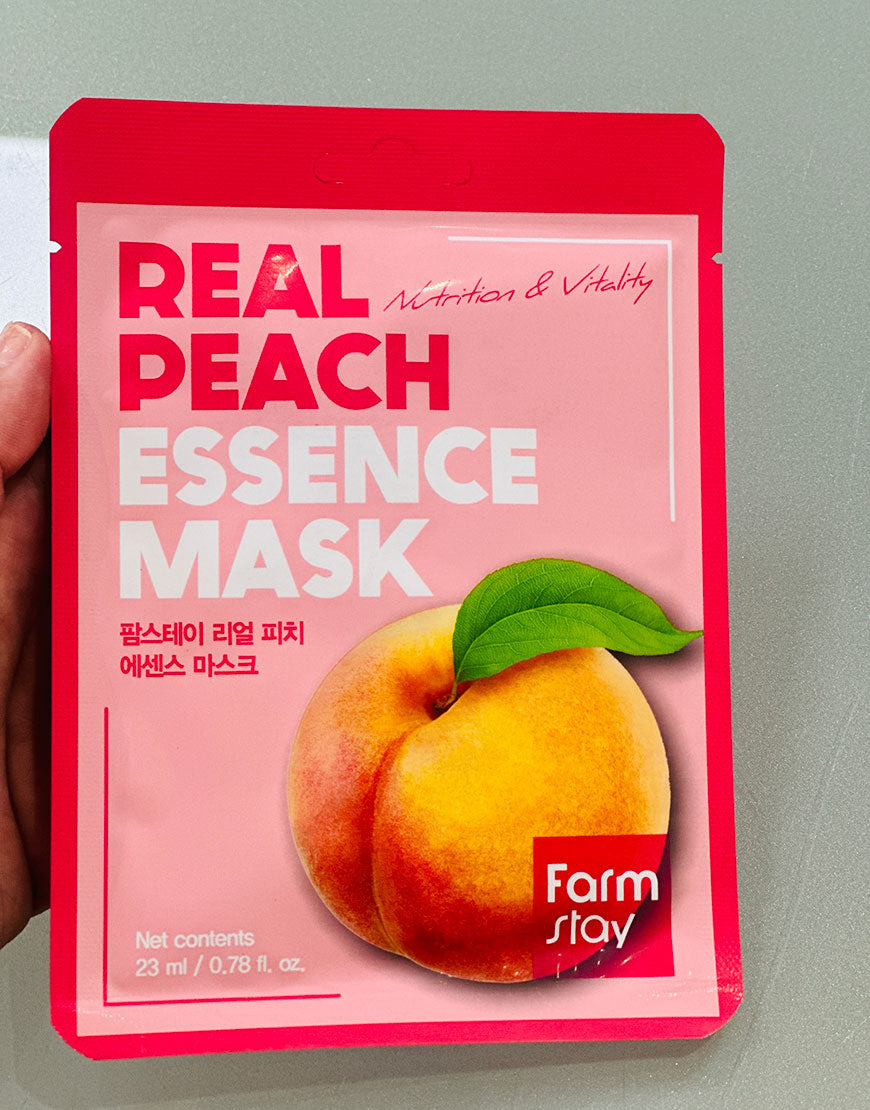 REAL
Nutrition & Vitality
PEACH
ESSENCE
MASK
팜스테이 리얼 피치
에센스 마스크
Farm
stay
Net contents
23 ml / 0.78 fl. oz.